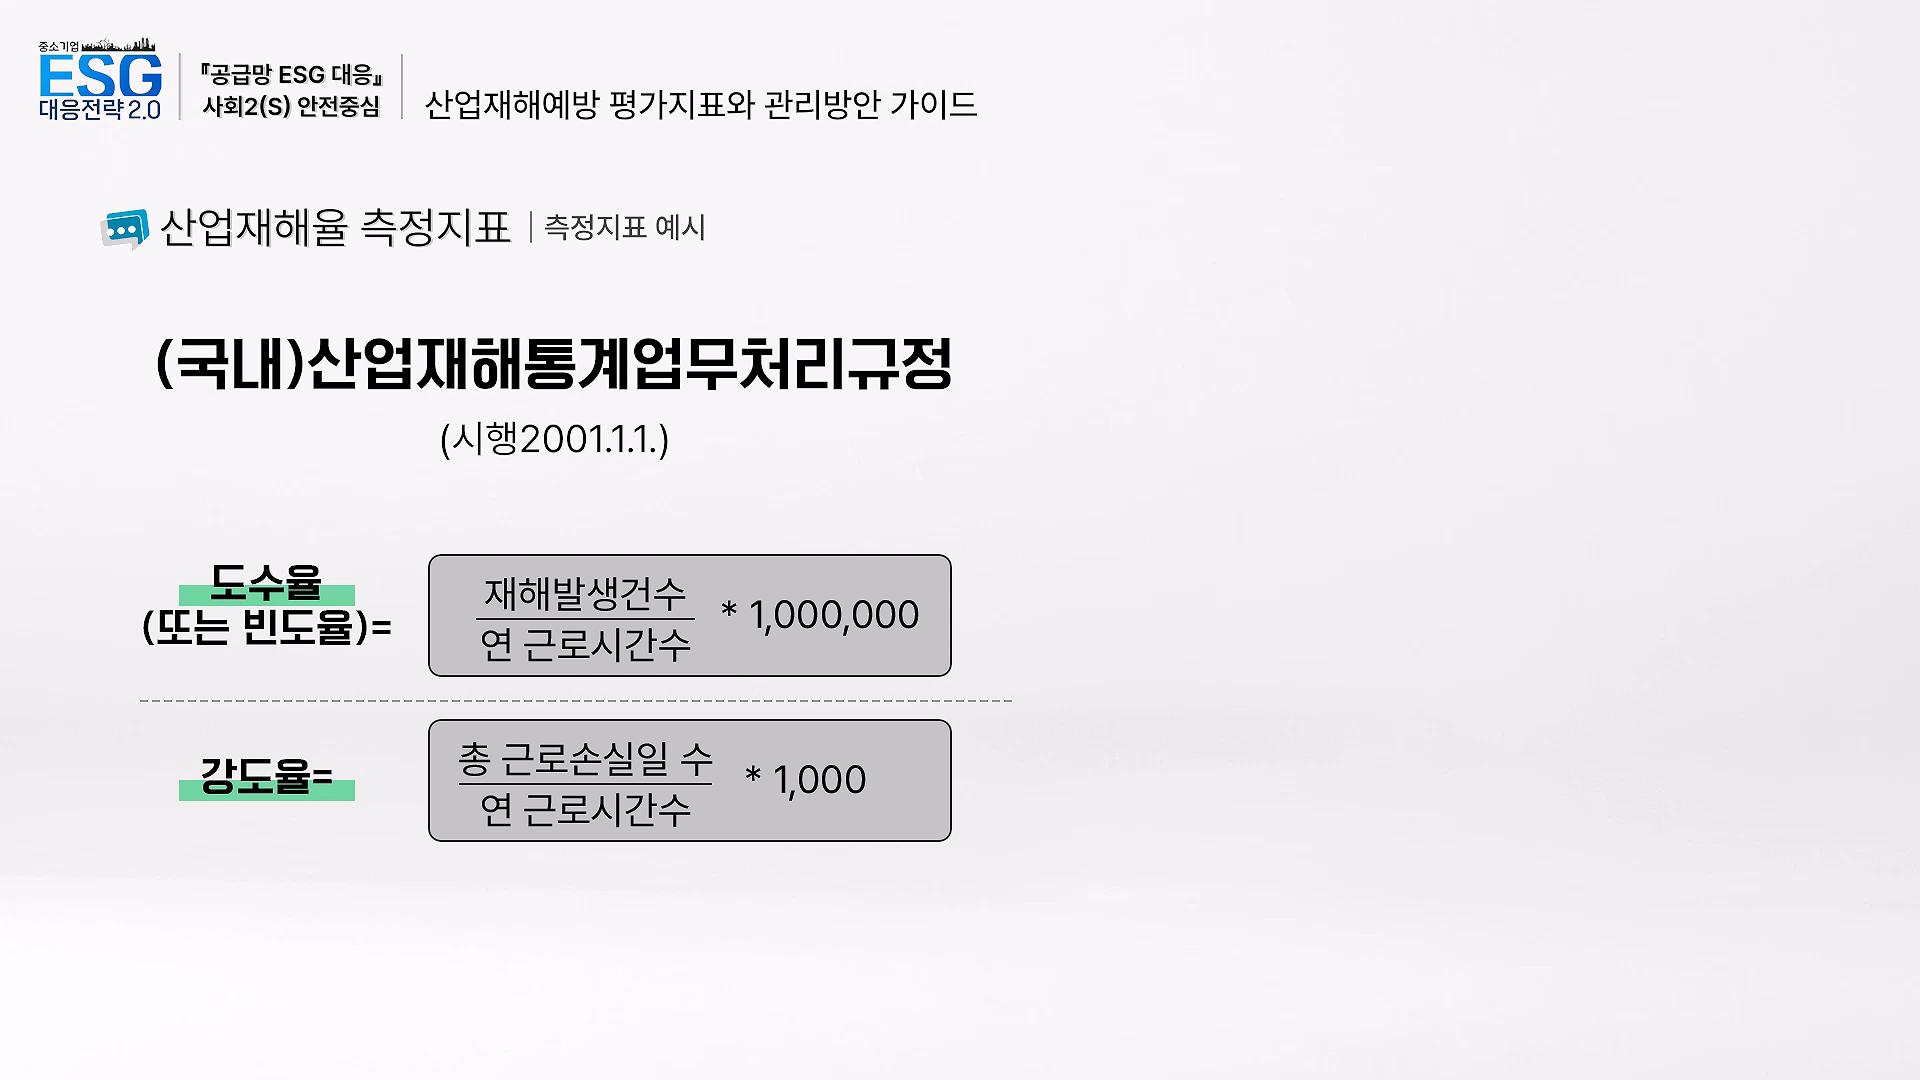 중소기업
ESG
대응전략 2.0
『공급망 ESG 대응』
사회2(S) 안전중심
산업재해예방 평가지표와 관리방안 가이드
산업재해율 측정지표
측정지표 예시
(국내)산업재해통계업무처리규정
(시행2001.1.1.)
도수율
(또는 빈도율)=
재해발생건수
연 근로시간수
* 1,000,000
강도율=
총 근로손실일 수
연 근로시간수
* 1,000